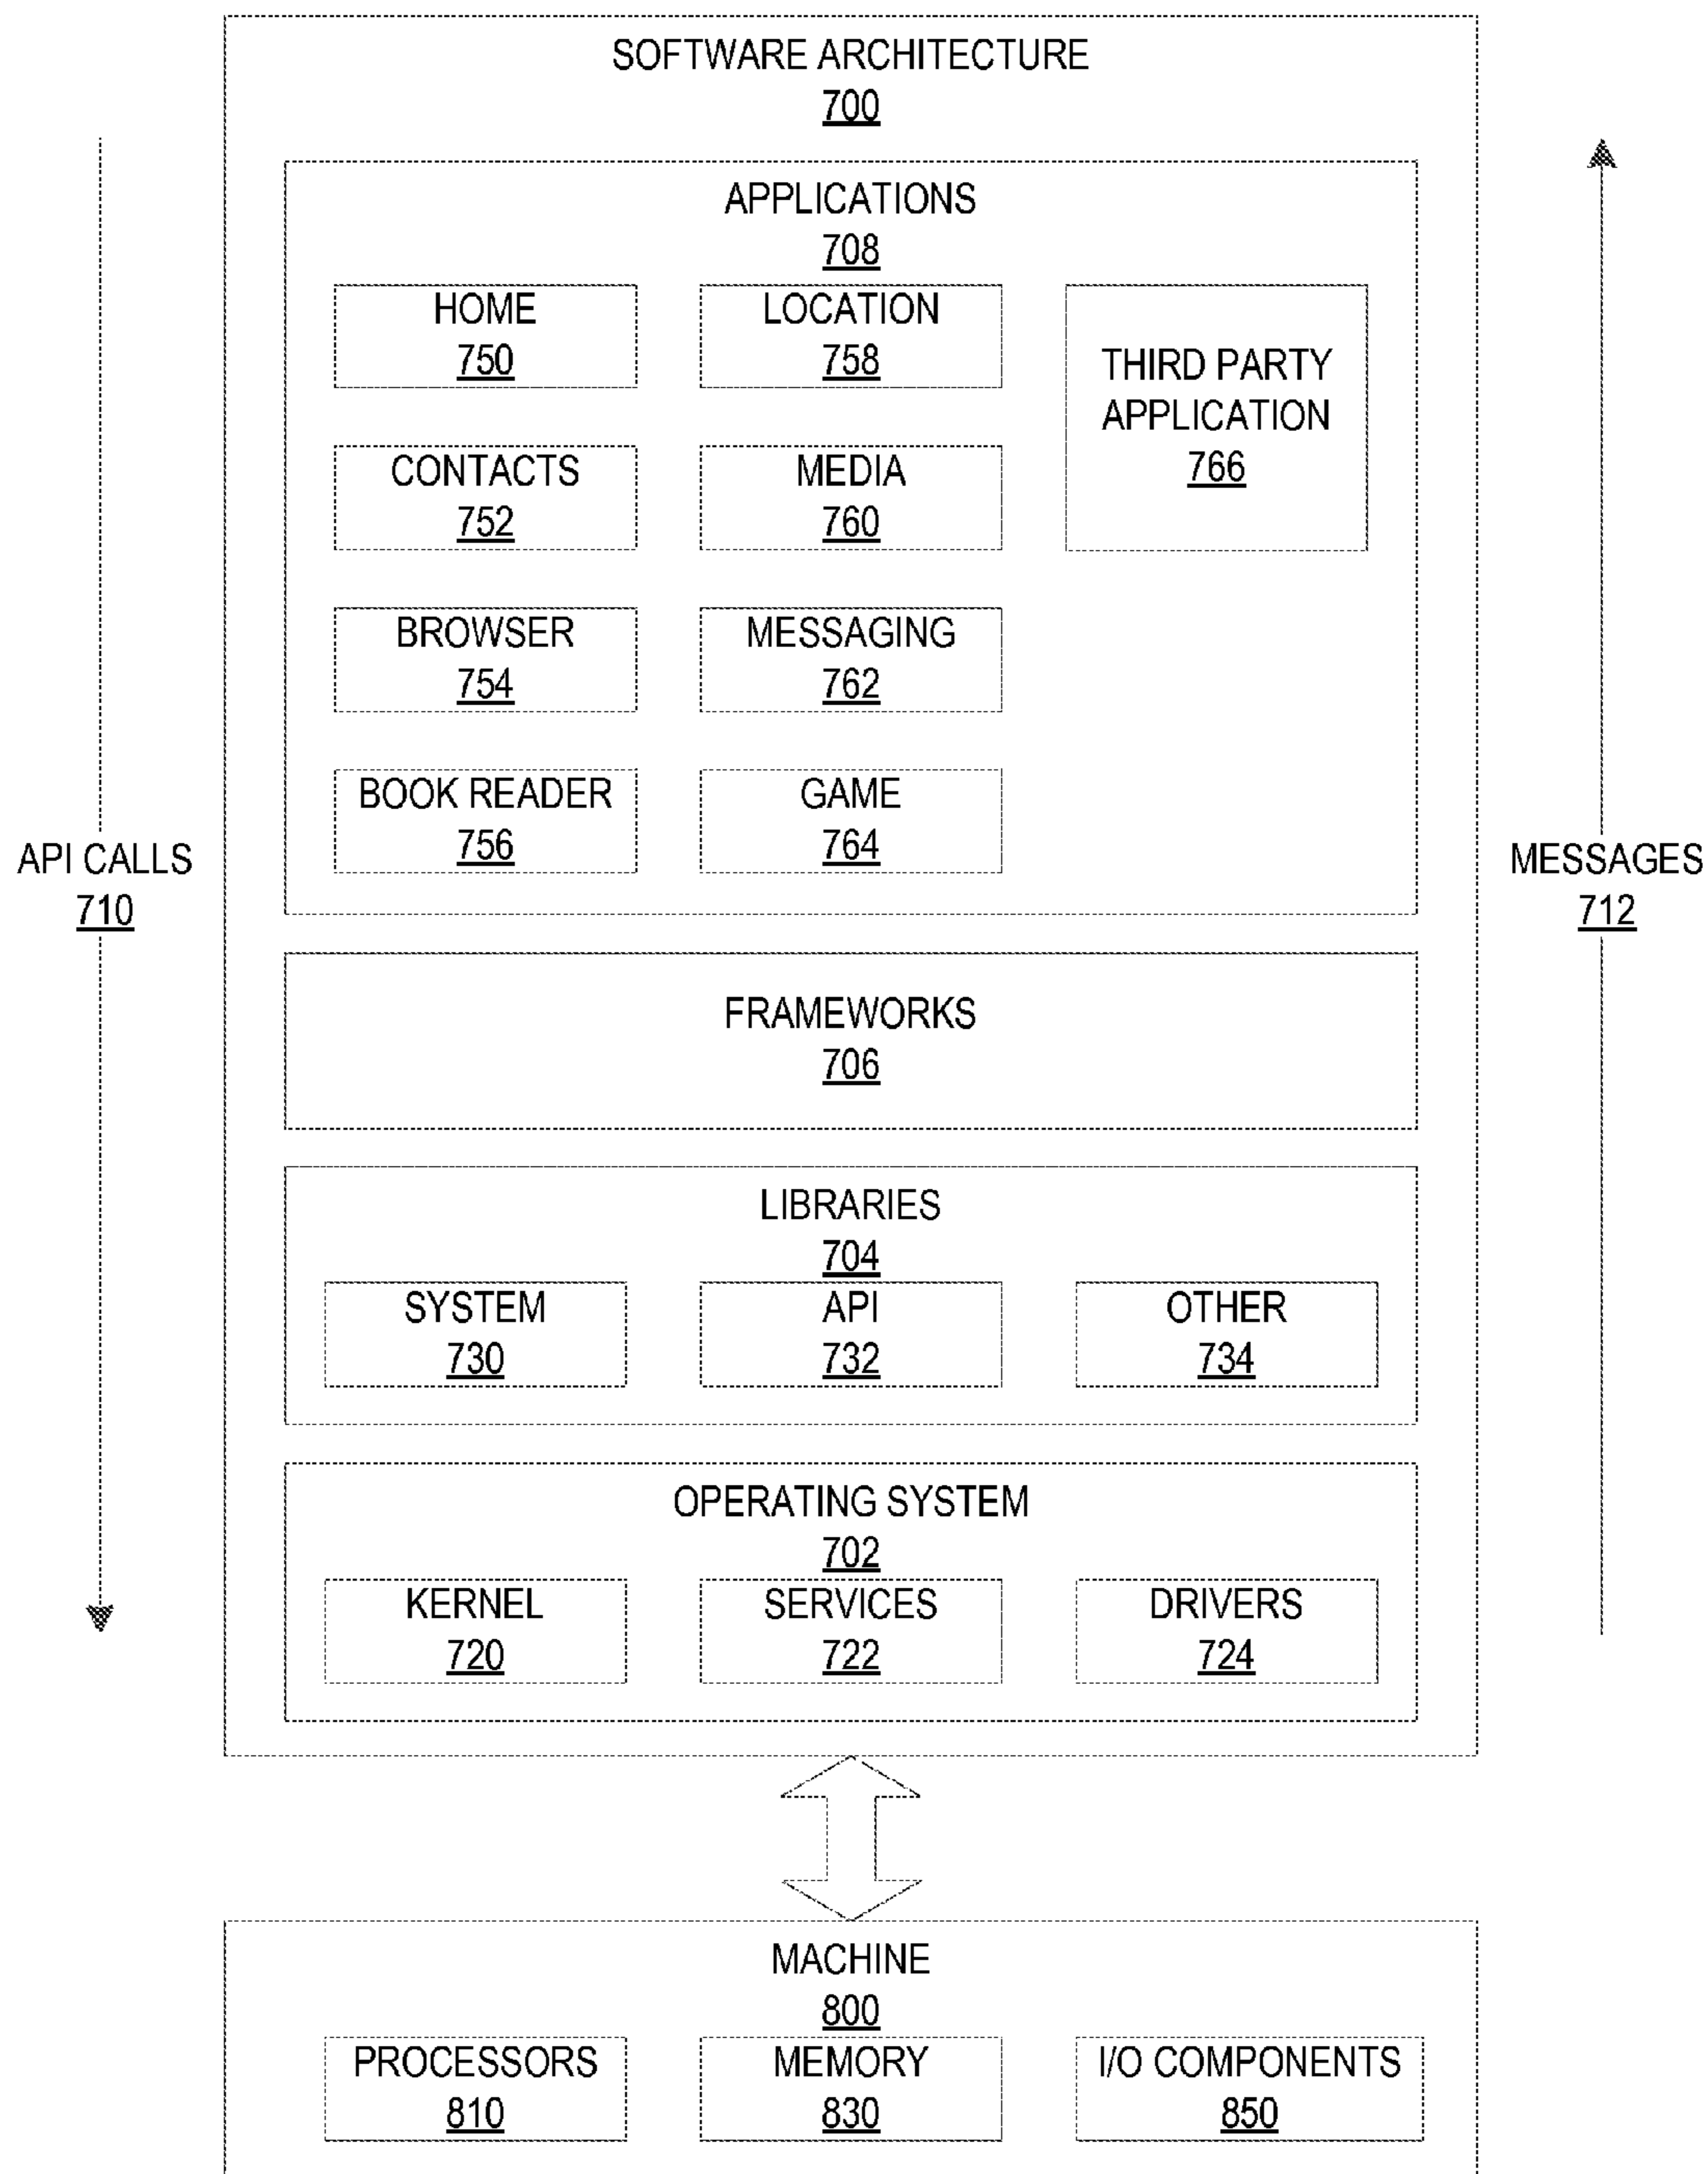 SOFTWARE ARCHITECTURE
700
APPLICATIONS
708
HOME
750
LOCATION
758
THIRD PARTY
APPLICATION
766
CONTACTS
752
MEDIA
760
BROWSER
754
MESSAGING
762
BOOK READER
756
GAME
764
API CALLS
710
MESSAGES
712
FRAMEWORKS
706
LIBRARIES
704
SYSTEM
730
API
732
OTHER
734
OPERATING SYSTEM
702
KERNEL
720
SERVICES
722
DRIVERS
724
MACHINE
800
PROCESSORS
810
MEMORY
830
I/O COMPONENTS
850